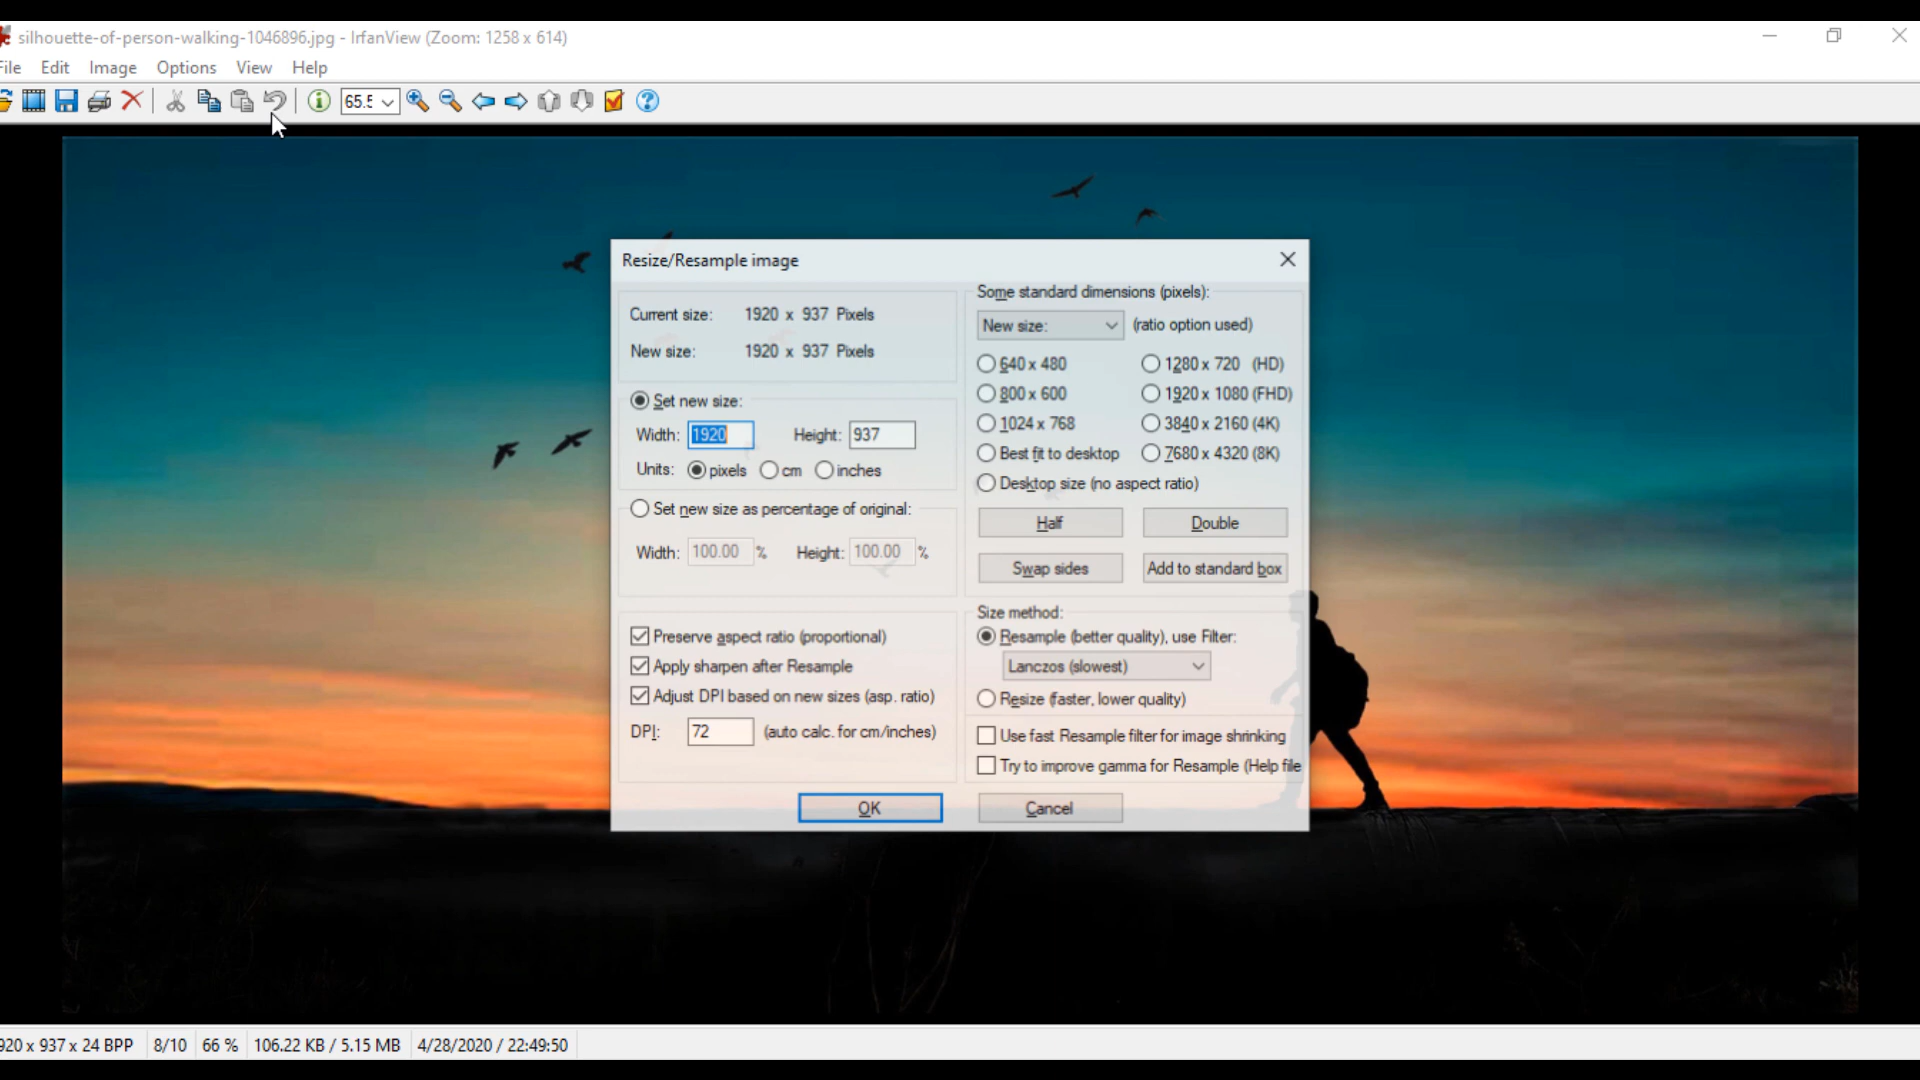 silhouette-of-person-walking-1046896.jpg - IrfanView (Zoom: 1258 x 614)
File Edit Image Options View Help
65.5
Resize/Resample image
Current size: 1920 x 937 Pixels
New size: 1920 x 937 Pixels
Set new size:
Width: 1920 Height: 937
Units: pixels cm inches
Set new size as percentage of original:
Width: 100.00 % Height: 100.00 %
Preserve aspect ratio (proportional)
Apply sharpen after Resample
Adjust DPI based on new sizes (asp. ratio)
DPI: 72 (auto calc. for cm/inches)
Some standard dimensions (pixels):
New size: (ratio option used)
640 x 480 1280 x 720 (HD)
800 x 600 1920 x 1080 (FHD)
1024 x 768 3840 x 2160 (4K)
Best fit to desktop 7680 x 4320 (8K)
Desktop size (no aspect ratio)
Half Double
Swap sides Add to standard box
Size method:
Resample (better quality), use Filter:
Lanczos (slowest)
Resize (faster, lower quality)
Use fast Resample filter for image shrinking
Try to improve gamma for Resample (Help file
OK Cancel
920 x 937 x 24 BPP 8/10 66 % 106.22 KB / 5.15 MB 4/28/2020 / 22:49:50